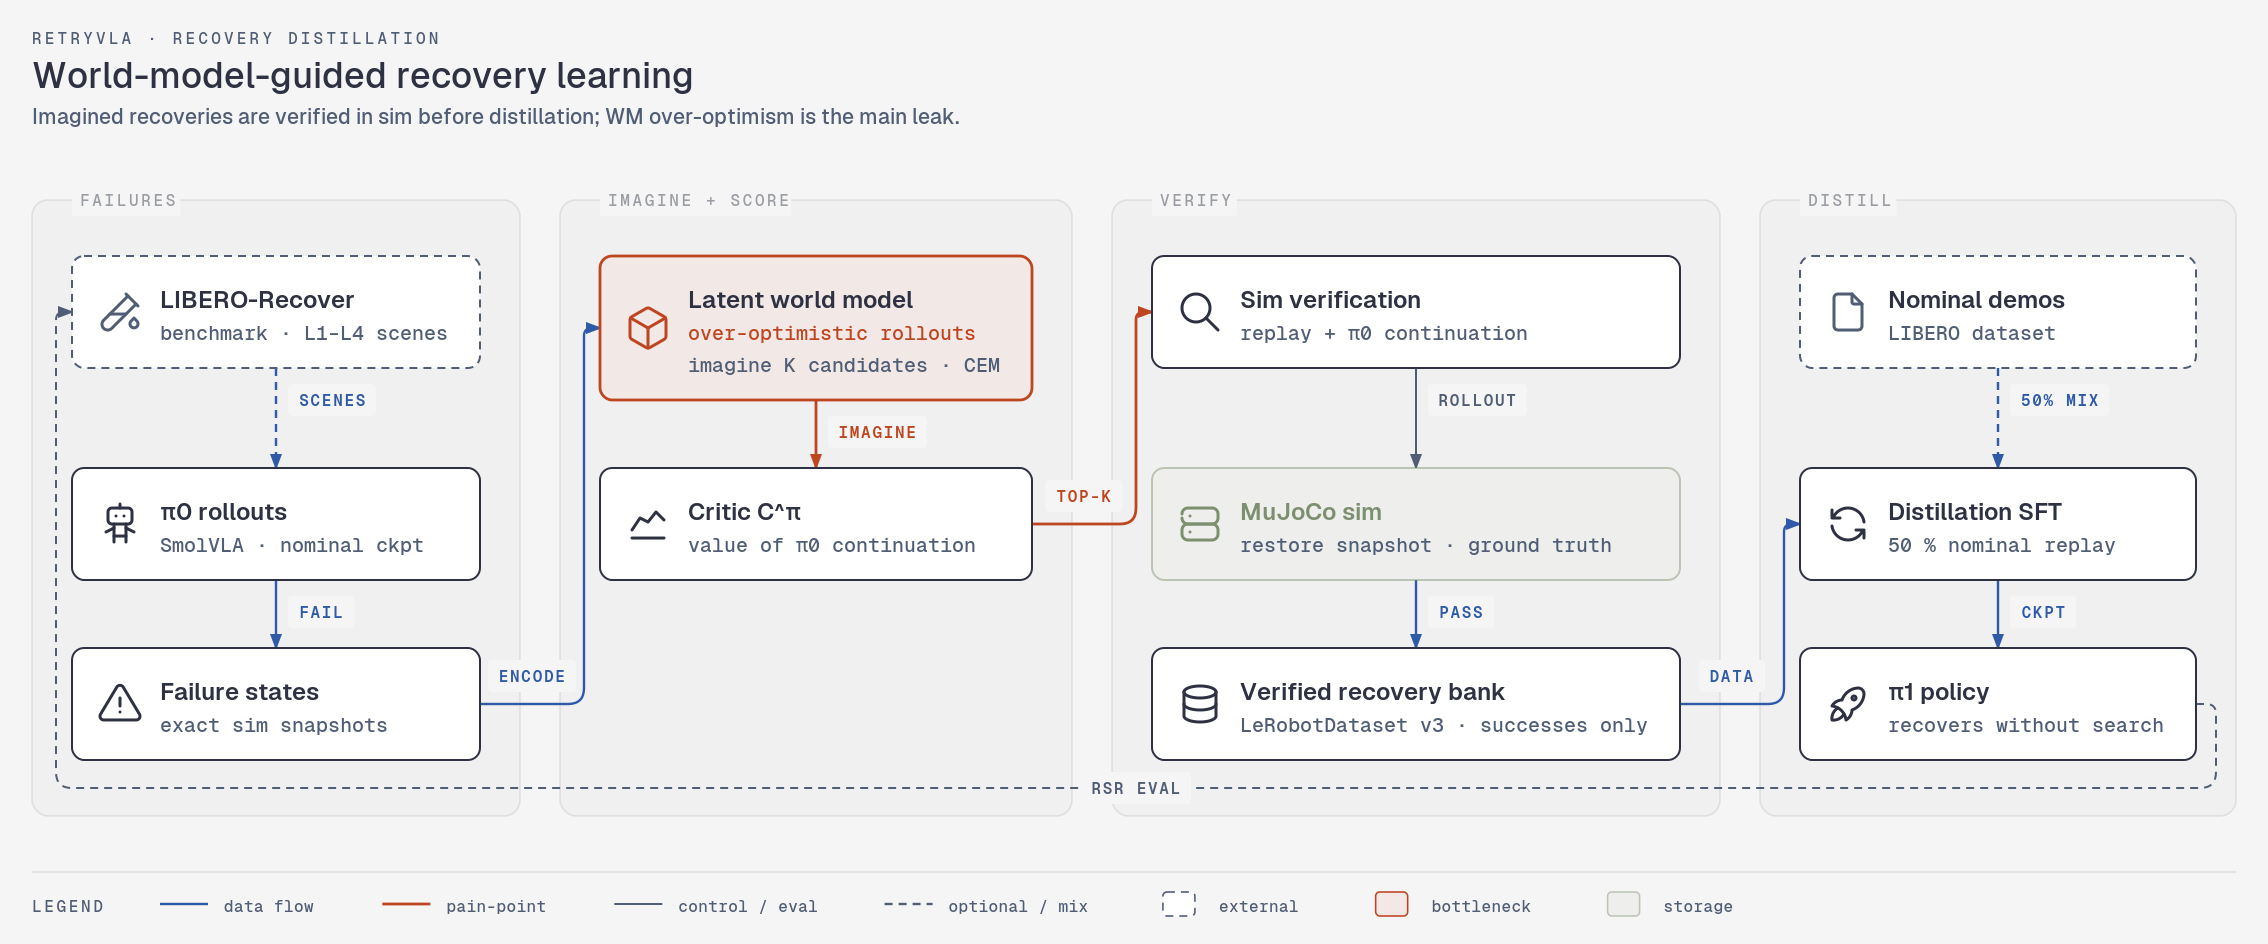 RETRYVLA · RECOVERY DISTILLATION
World-model-guided recovery learning
Imagined recoveries are verified in sim before distillation; WM over-optimism is the main leak.
FAILURES
LIBERO-Recover
benchmark · L1-L4 scenes
SCENES
π0 rollouts
SmolVLA · nominal ckpt
FAIL
Failure states
exact sim snapshots
ENCODE
IMAGINE + SCORE
Latent world model
over-optimistic rollouts
imagine K candidates · CEM
IMAGINE
Critic C^π
value of π0 continuation
TOP-K
VERIFY
Sim verification
replay + π0 continuation
ROLLOUT
MuJoCo sim
restore snapshot · ground truth
PASS
Verified recovery bank
LeRobotDataset v3 · successes only
DATA
DISTILL
Nominal demos
LIBERO dataset
50% MIX
Distillation SFT
50 % nominal replay
CKPT
π1 policy
recovers without search
RSR EVAL
LEGEND
data flow
pain-point
control / eval
optional / mix
external
bottleneck
storage